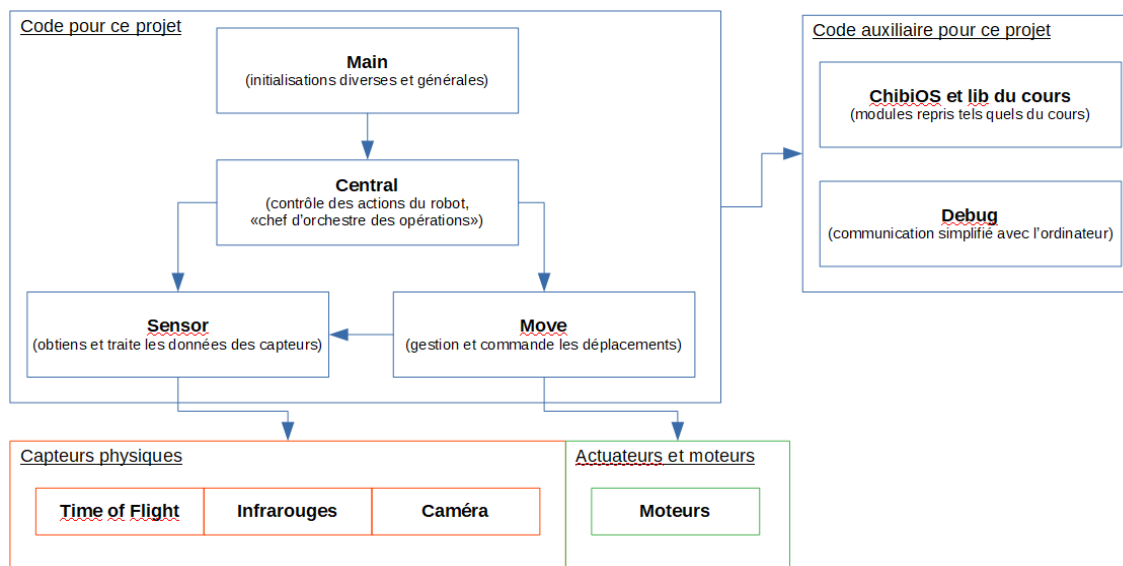 Code pour ce projet
Main
(initialisations diverses et générales)
Central
(contrôle des actions du robot,
«chef d'orchestre des opérations»)
Sensor
(obtiens et traite les données des capteurs)
Move
(gestion et commande les déplacements)
Code auxiliaire pour ce projet
ChibiOS et lib du cours
(modules repris tels quels du cours)
Debug
(communication simplifié avec l'ordinateur)
Capteurs physiques
Time of Flight
Infrarouges
Caméra
Actuateurs et moteurs
Moteurs